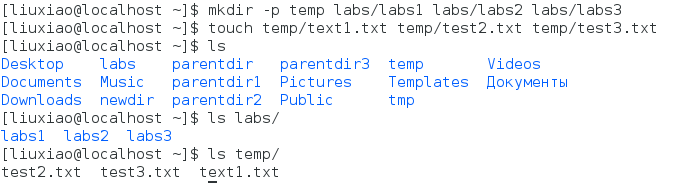 [liuxiao@localhost ~]$ mkdir -p temp labs/labs1 labs/labs2 labs/labs3
[liuxiao@localhost ~]$ touch temp/text1.txt temp/test2.txt temp/test3.txt
[liuxiao@localhost ~]$ ls
Desktop labs parentdir parentdir3 temp Videos
Documents Music parentdir1 Pictures Templates Документы
Downloads newdir parentdir2 Public tmp
[liuxiao@localhost ~]$ ls labs/
labs1 labs2 labs3
[liuxiao@localhost ~]$ ls temp/
test2.txt test3.txt text1.txt